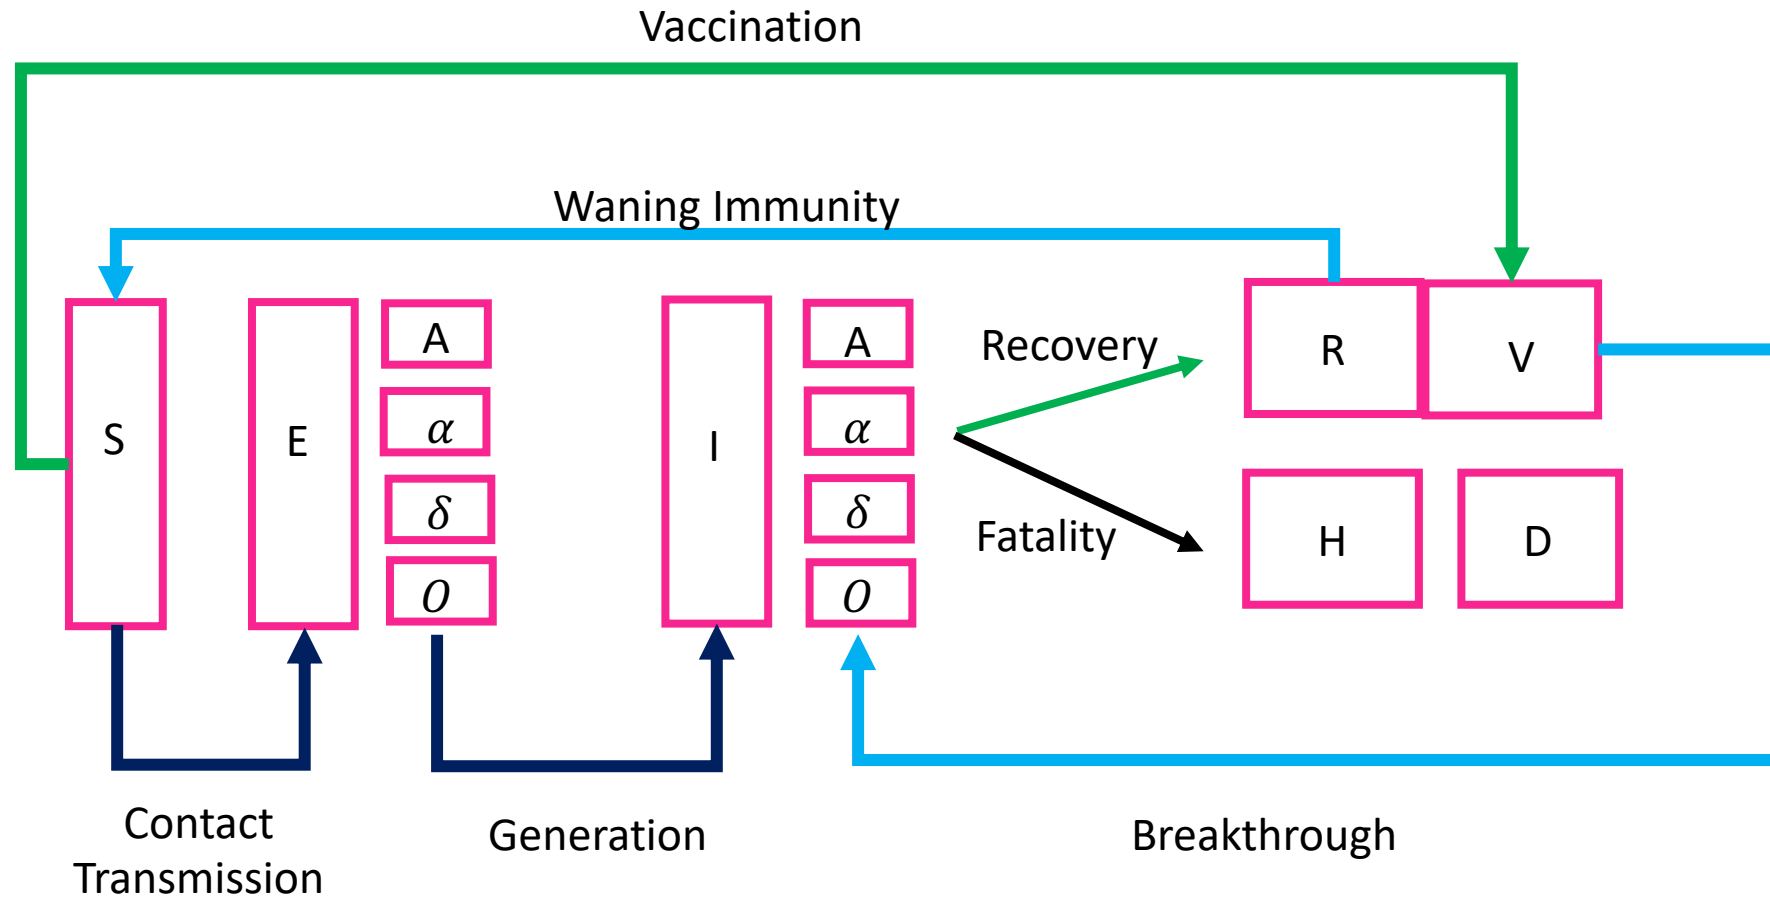 Vaccination
Waning Immunity
S
E
A
α
δ
O
I
A
α
δ
O
Recovery
Fatality
R
V
H
D
Contact
Transmission
Generation
Breakthrough